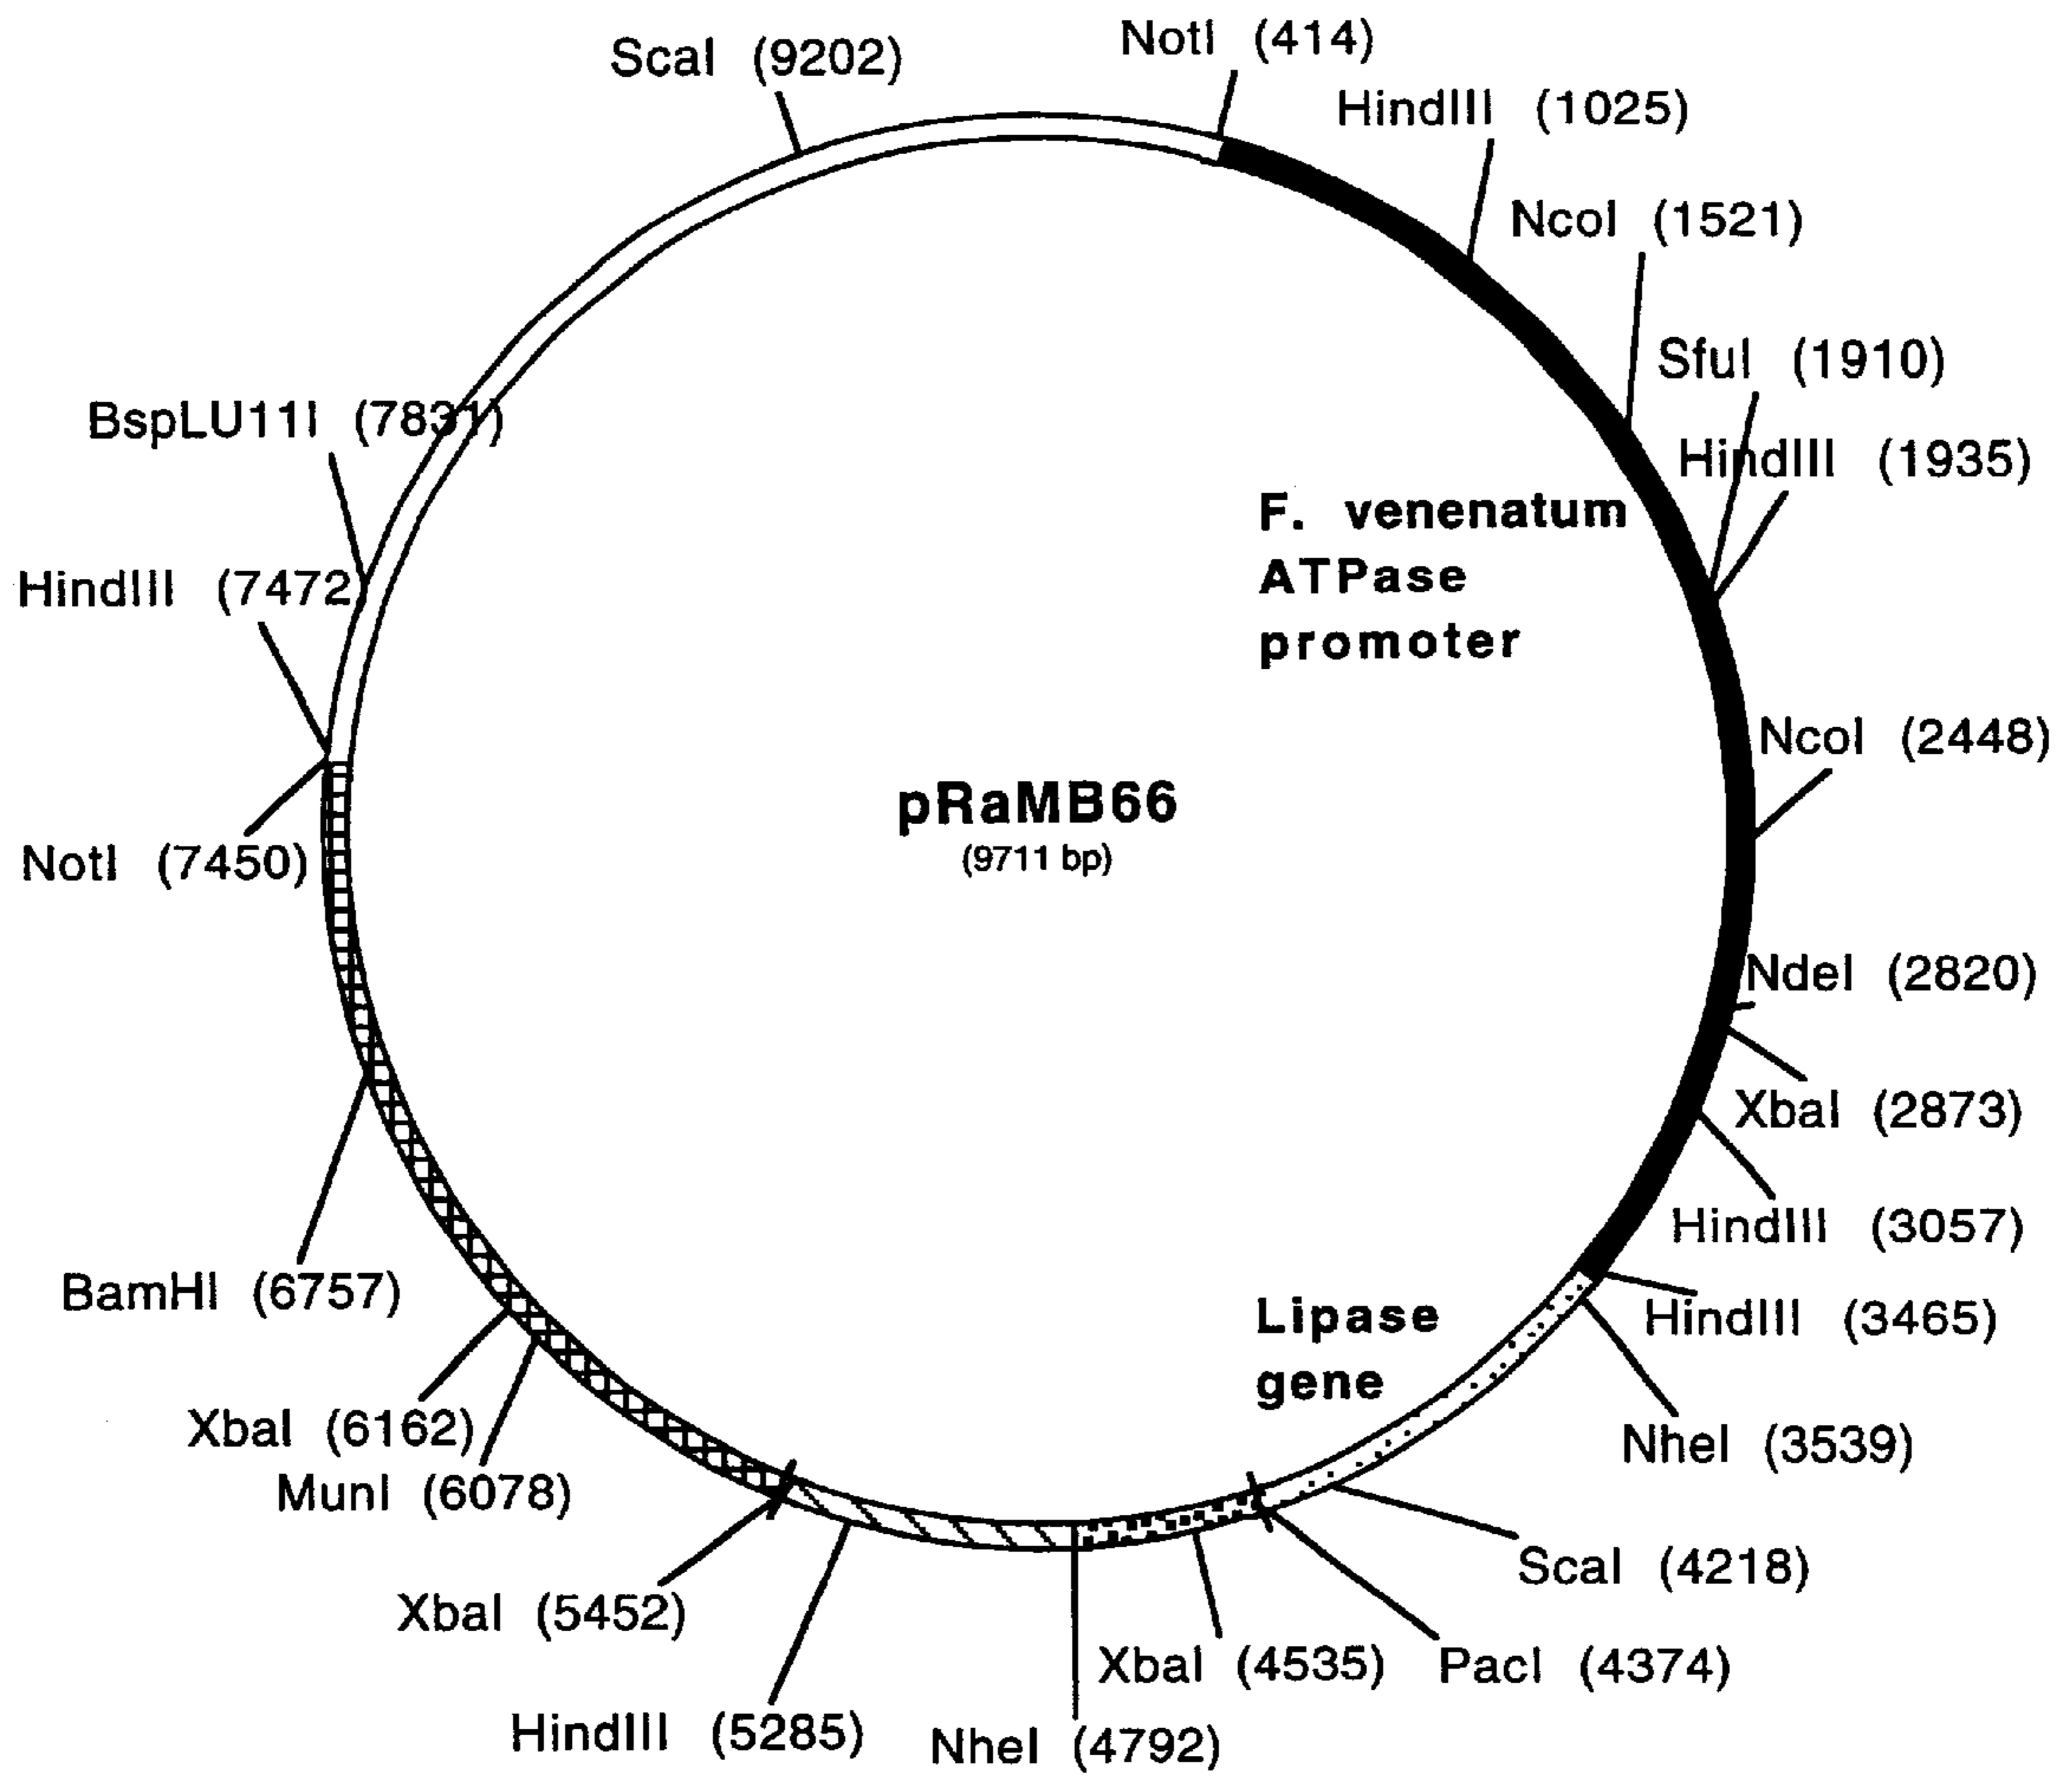 ScaI (9202)
NotI (414)
HindIII (1025)
NcoI (1521)
SfuI (1910)
HindIII (1935)
BspLU11I (7831)
F. venenatum
ATPase
promoter
HindIII (7472)
NcoI (2448)
pRaMB66
(9711 bp)
NotI (7450)
NdeI (2820)
XbaI (2873)
HindIII (3057)
BamHI (6757)
Lipase
gene
HindIII (3465)
XbaI (6162)
NheI (3539)
MunI (6078)
ScaI (4218)
XbaI (5452)
XbaI (4535)
PacI (4374)
HindIII (5285)
NheI (4792)